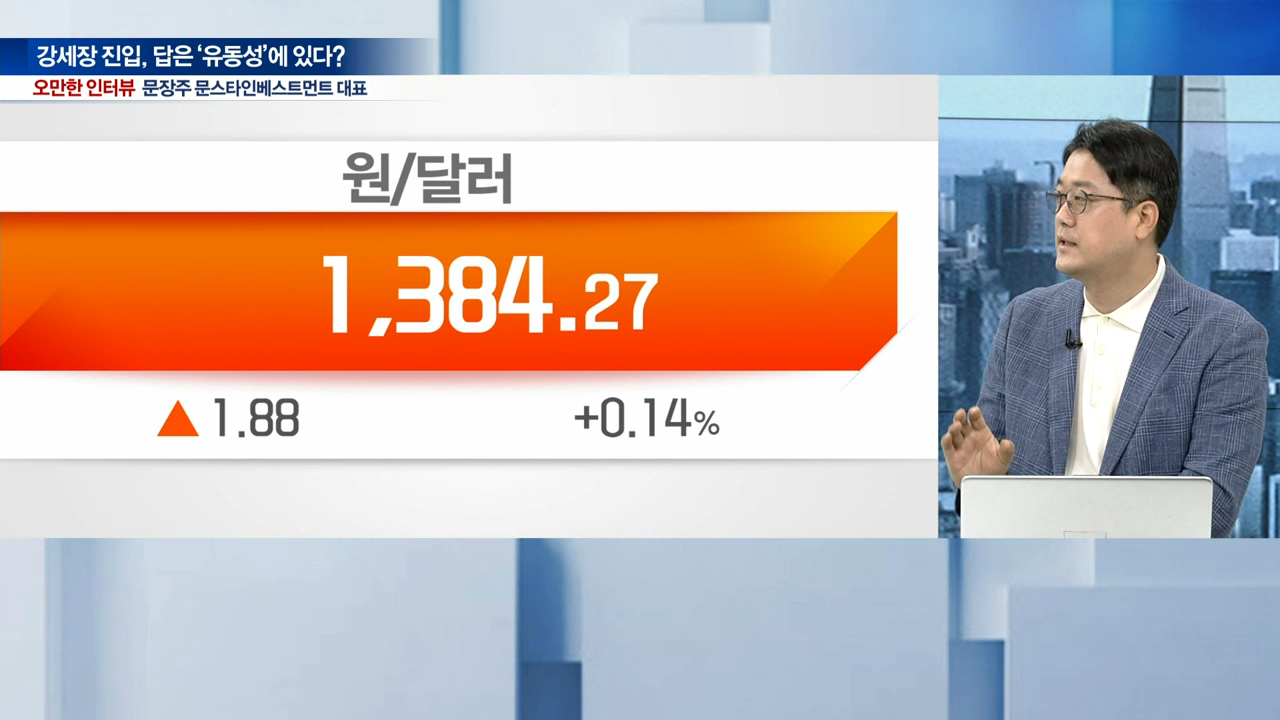 강세장 진입, 답은 ‘유동성’에 있다?
오만한 인터뷰 문장주 문스타인베스트먼트 대표
원/달러
1,384.27
▲ 1.88 +0.14%